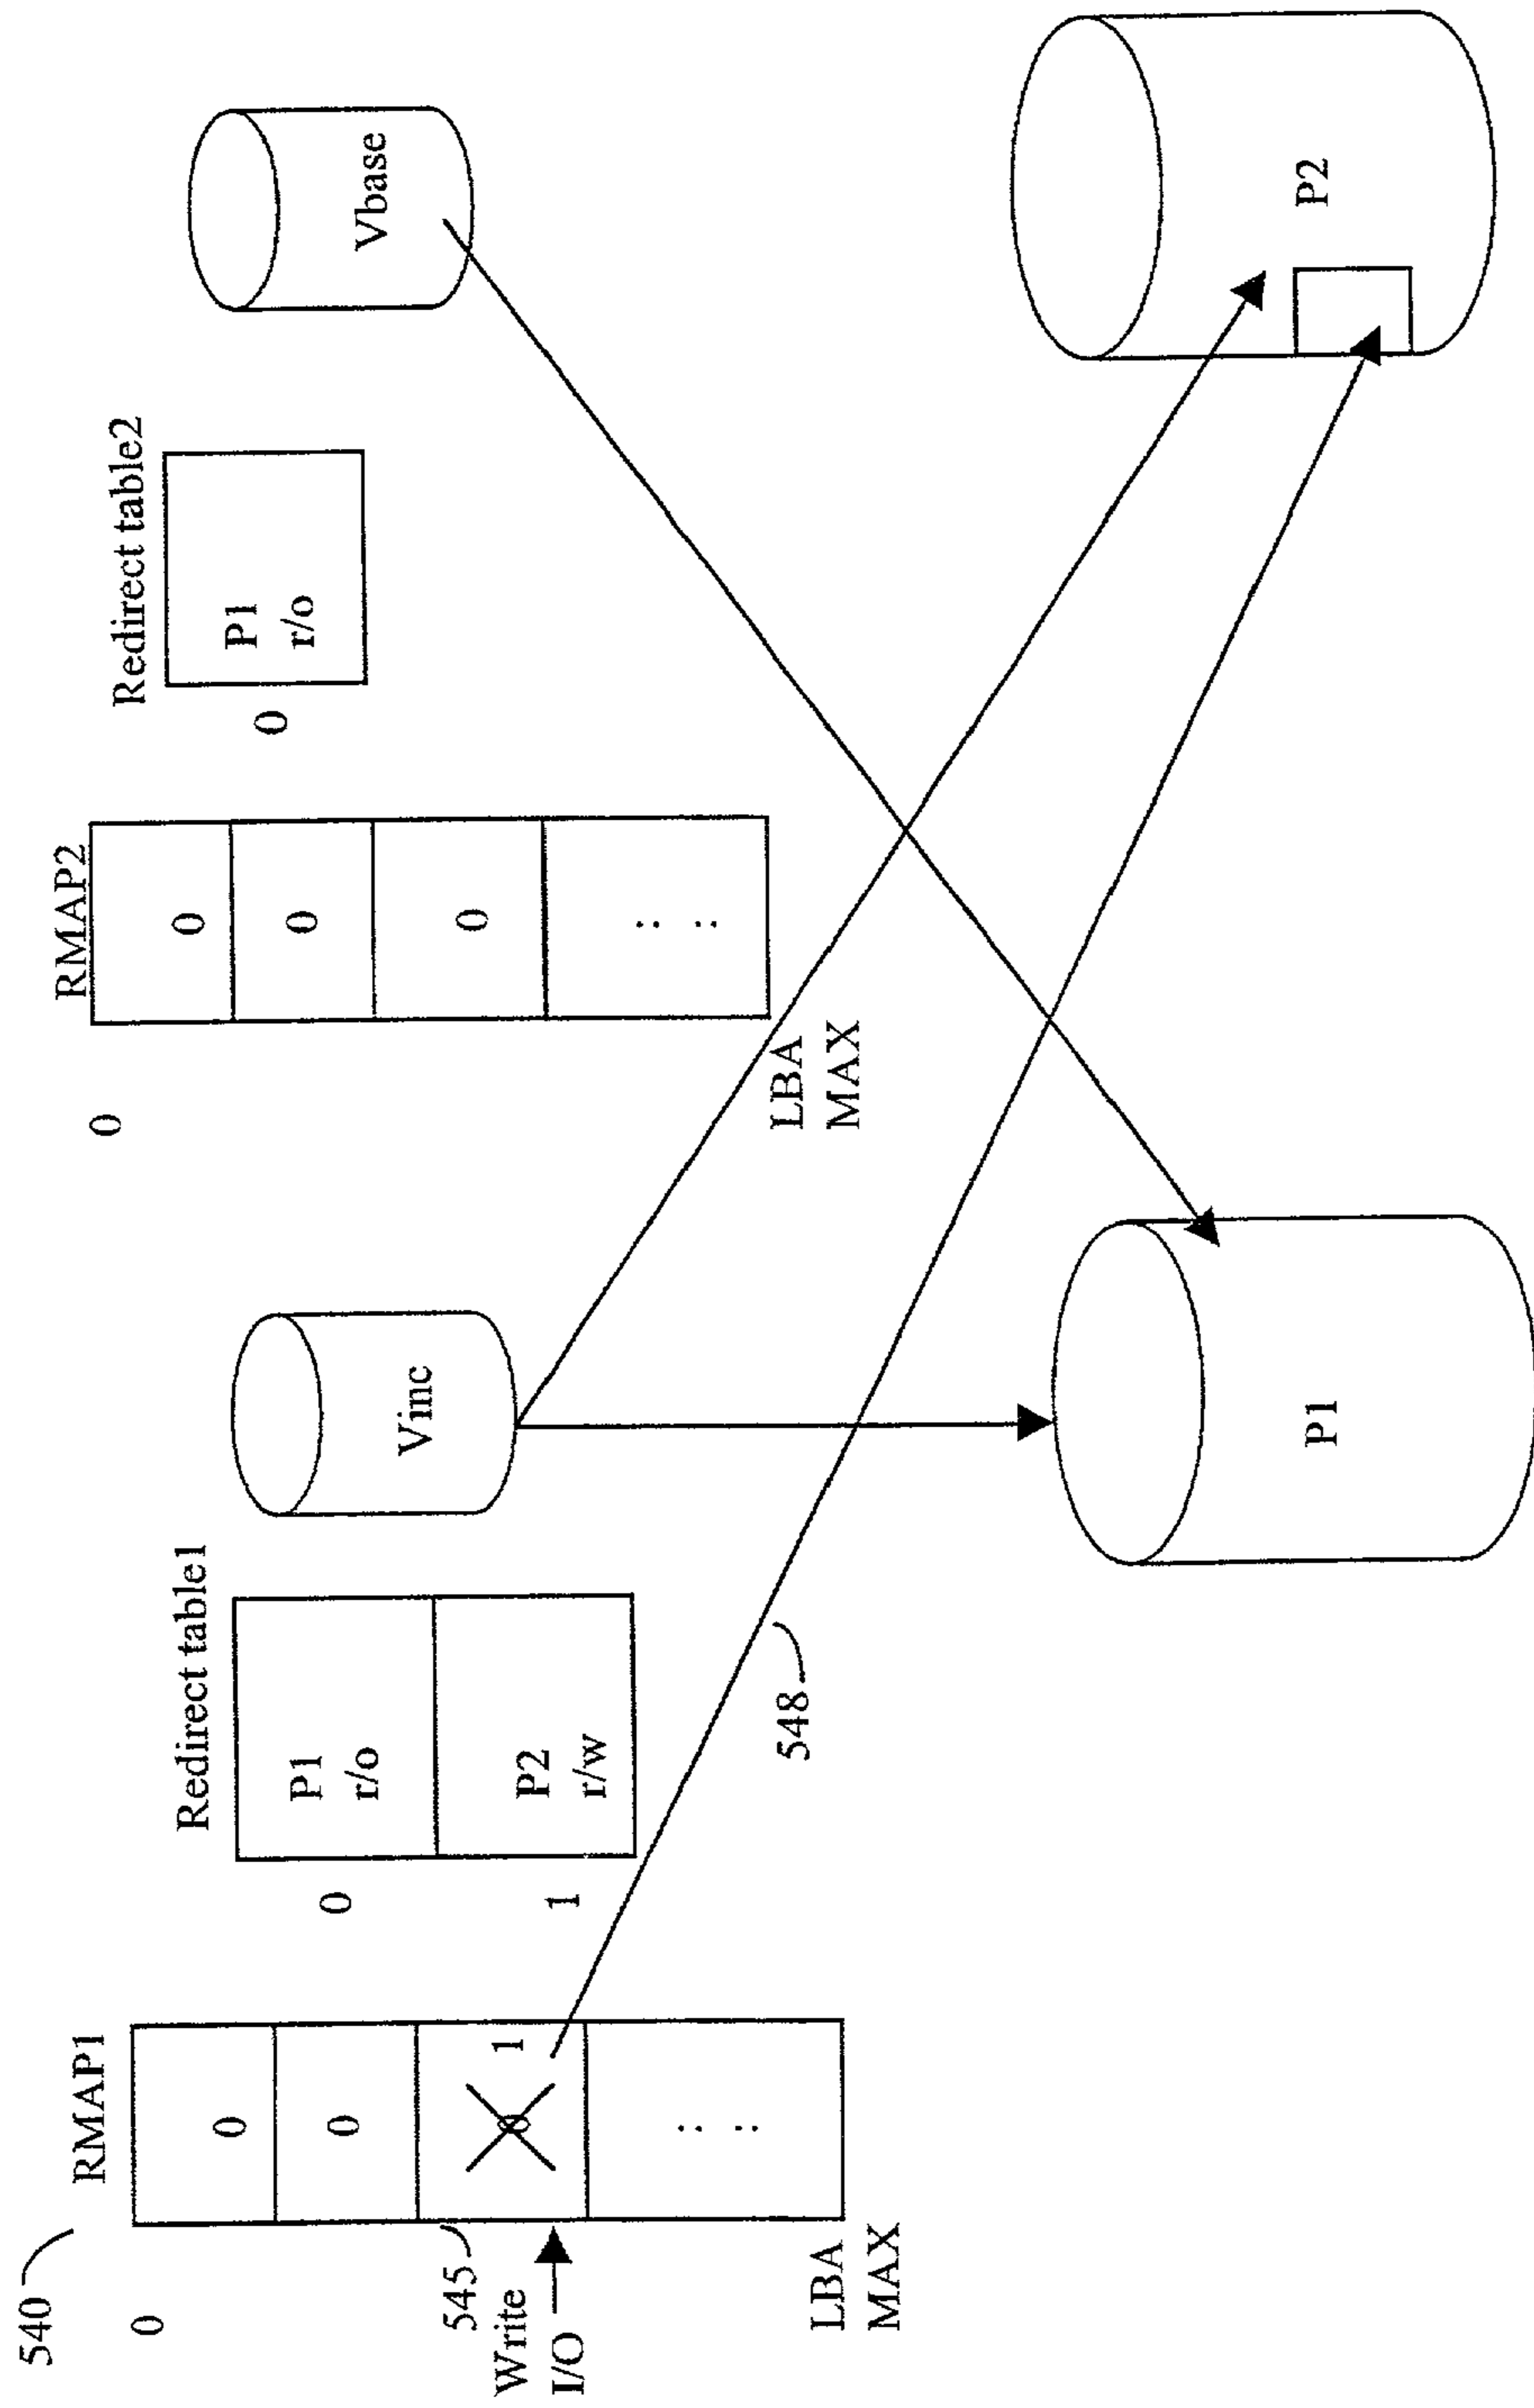 540
RMAP1
0
0
0
545
Write
I/O
0
1
LBA
MAX
Redirect table1
0
P1
r/o
1
P2
r/w
548
Vinc
P1
RMAP2
0
0
0
0
LBA
MAX
Redirect table2
0
P1
r/o
Vbase
P2